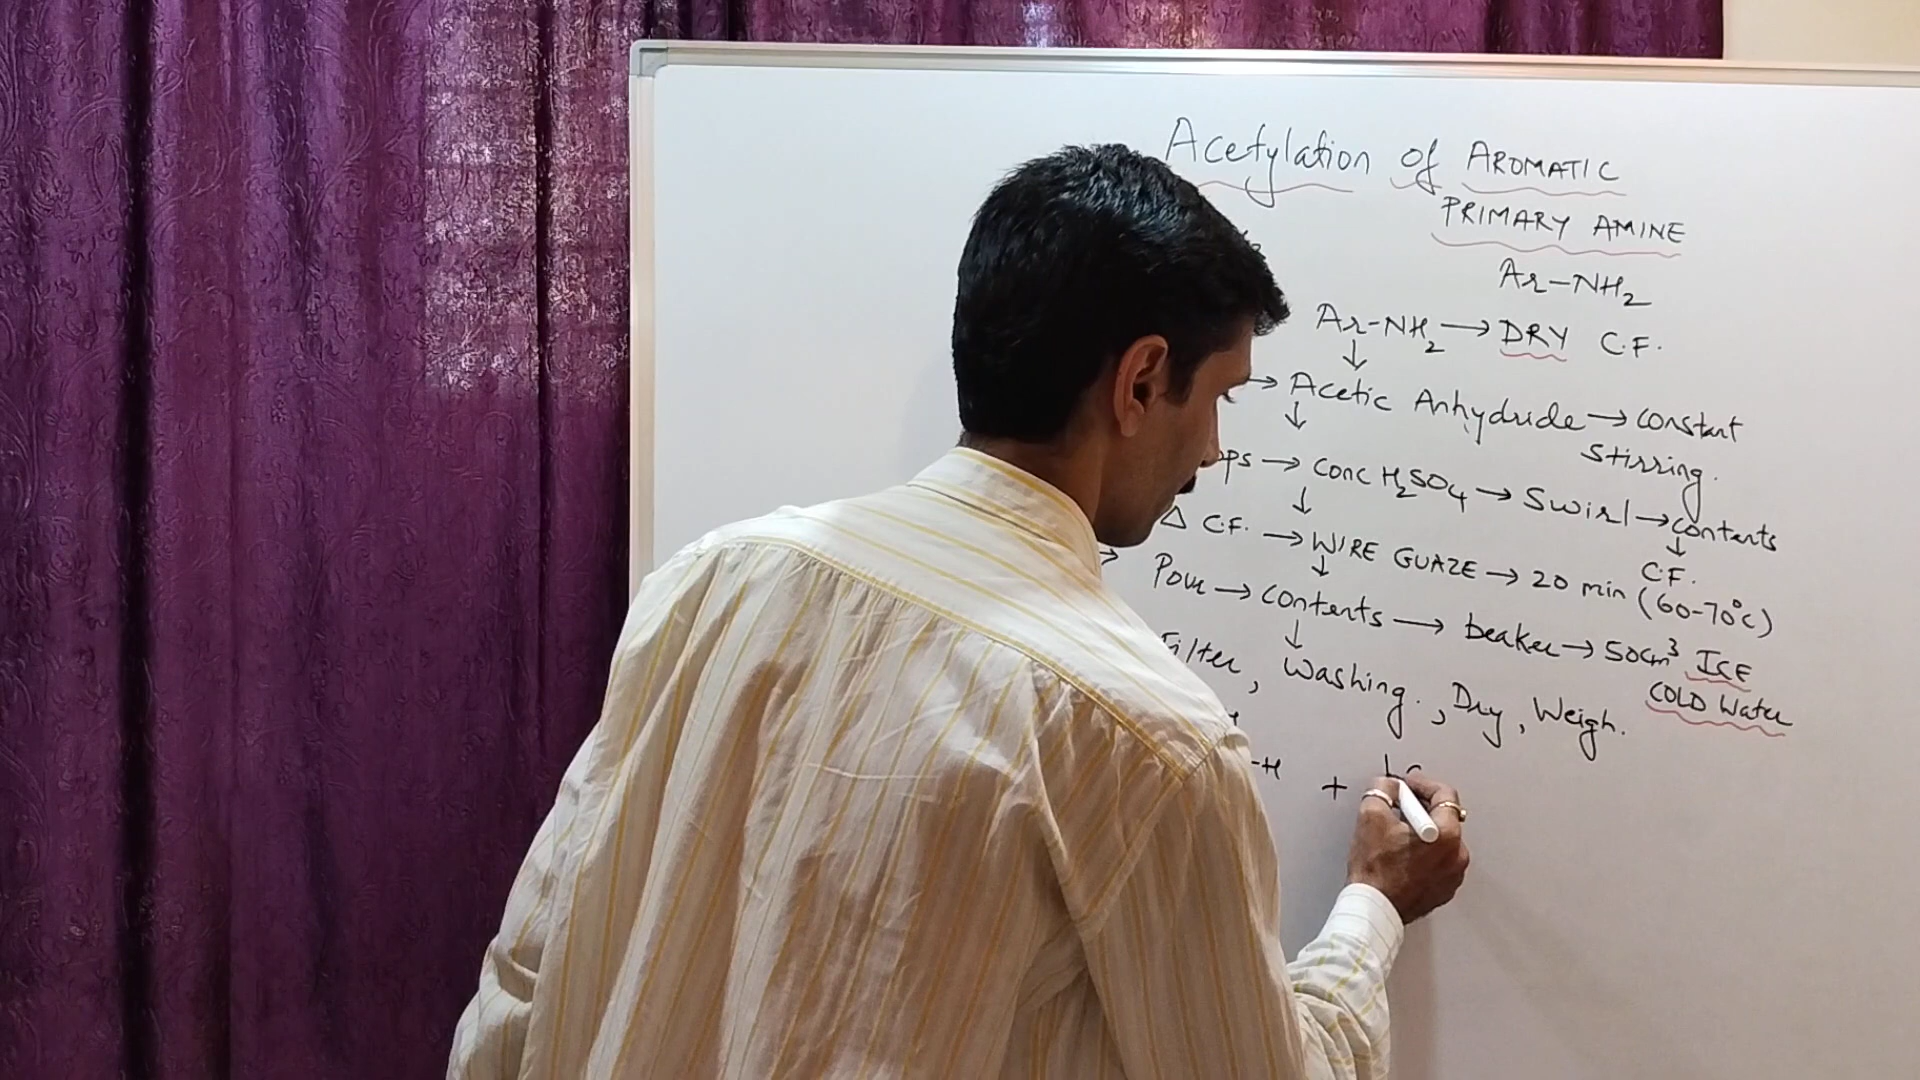 Acetylation of AROMATIC
PRIMARY AMINE
Ar-NH2
Ar-NH2 → DRY C.F.
↓
→ Acetic Anhydride → constant
↓ stirring.
→ conc H2SO4 → Swirl → contents
↓ ↓
Δ C.F. → WIRE GUAZE → 20 min C.F.
↓ (60-70°C)
Pour → contents → beaker → 50cm3 ICE
↓ COLD Water
Filter, Washing., Dry, Weigh.
-H +